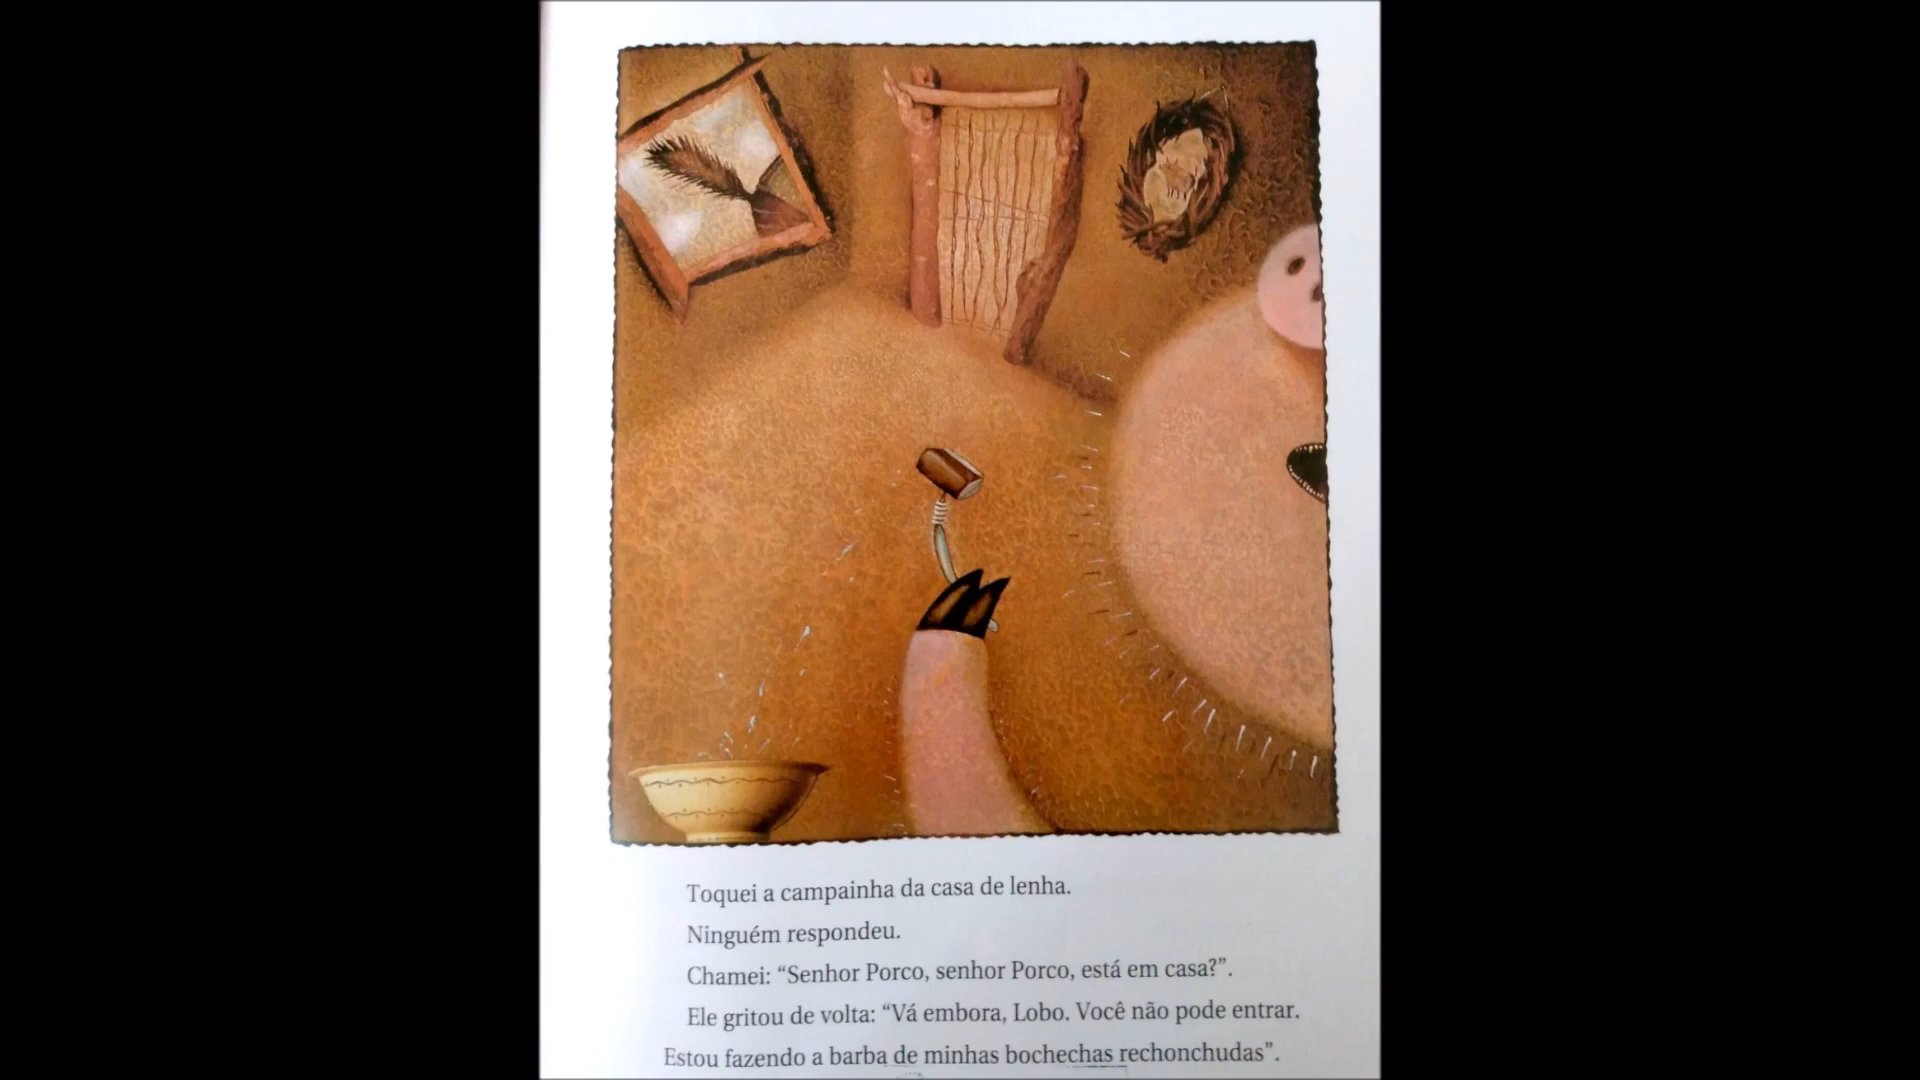 Toquei a campainha da casa de lenha.
Ninguém respondeu.
Chamei: “Senhor Porco, senhor Porco, está em casa?”.
Ele gritou de volta: “Vá embora, Lobo. Você não pode entrar.
Estou fazendo a barba de minhas bochechas rechonchudas”.